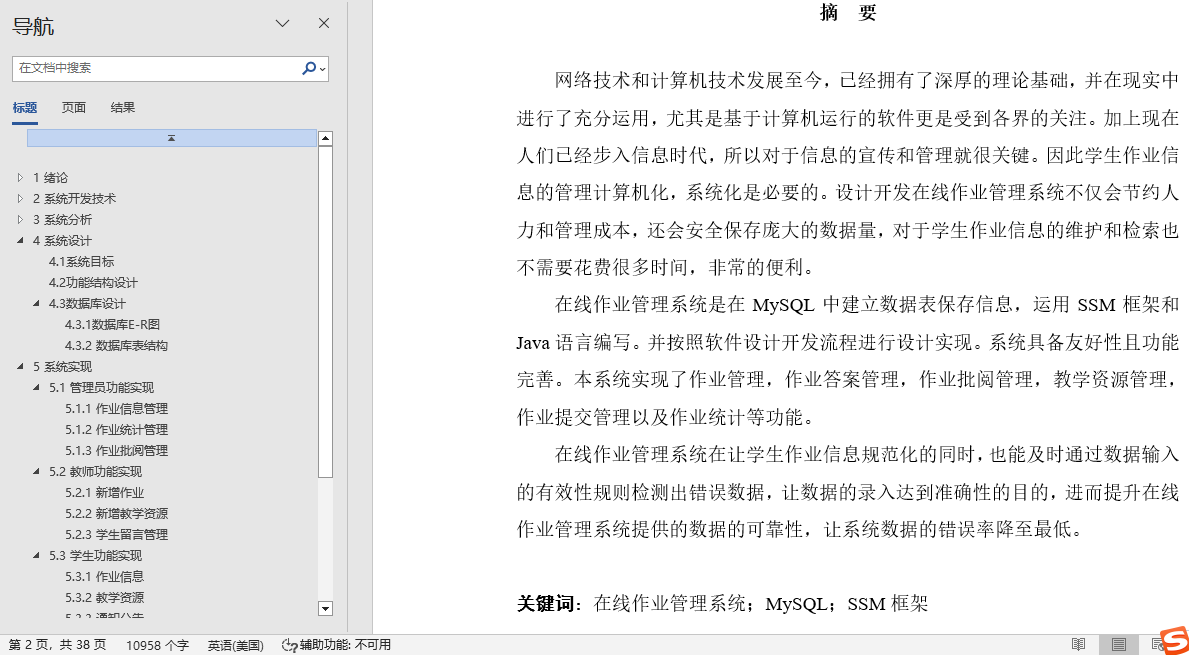 导航
在文档中搜索
标题 页面 结果
1 绪论
2 系统开发技术
3 系统分析
4 系统设计
4.1系统目标
4.2功能结构设计
4.3数据库设计
4.3.1数据库E-R图
4.3.2 数据库表结构
5 系统实现
5.1 管理员功能实现
5.1.1 作业信息管理
5.1.2 作业统计管理
5.1.3 作业批阅管理
5.2 教师功能实现
5.2.1 新增作业
5.2.2 新增教学资源
5.2.3 学生留言管理
5.3 学生功能实现
5.3.1 作业信息
5.3.2 教学资源
5.3.3 通知公告
摘 要
网络技术和计算机技术发展至今，已经拥有了深厚的理论基础，并在现实中
进行了充分运用，尤其是基于计算机运行的软件更是受到各界的关注。加上现在
人们已经步入信息时代，所以对于信息的宣传和管理就很关键。因此学生作业信
息的管理计算机化，系统化是必要的。设计开发在线作业管理系统不仅会节约人
力和管理成本，还会安全保存庞大的数据量，对于学生作业信息的维护和检索也
不需要花费很多时间，非常的便利。
在线作业管理系统是在 MySQL 中建立数据表保存信息，运用 SSM 框架和
Java 语言编写。并按照软件设计开发流程进行设计实现。系统具备友好性且功能
完善。本系统实现了作业管理，作业答案管理，作业批阅管理，教学资源管理，
作业提交管理以及作业统计等功能。
在线作业管理系统在让学生作业信息规范化的同时，也能及时通过数据输入
的有效性规则检测出错误数据，让数据的录入达到准确性的目的，进而提升在线
作业管理系统提供的数据的可靠性，让系统数据的错误率降至最低。
关键词：在线作业管理系统；MySQL；SSM 框架
第 2 页，共 38 页 10958 个字 英语(美国) 辅助功能: 不可用